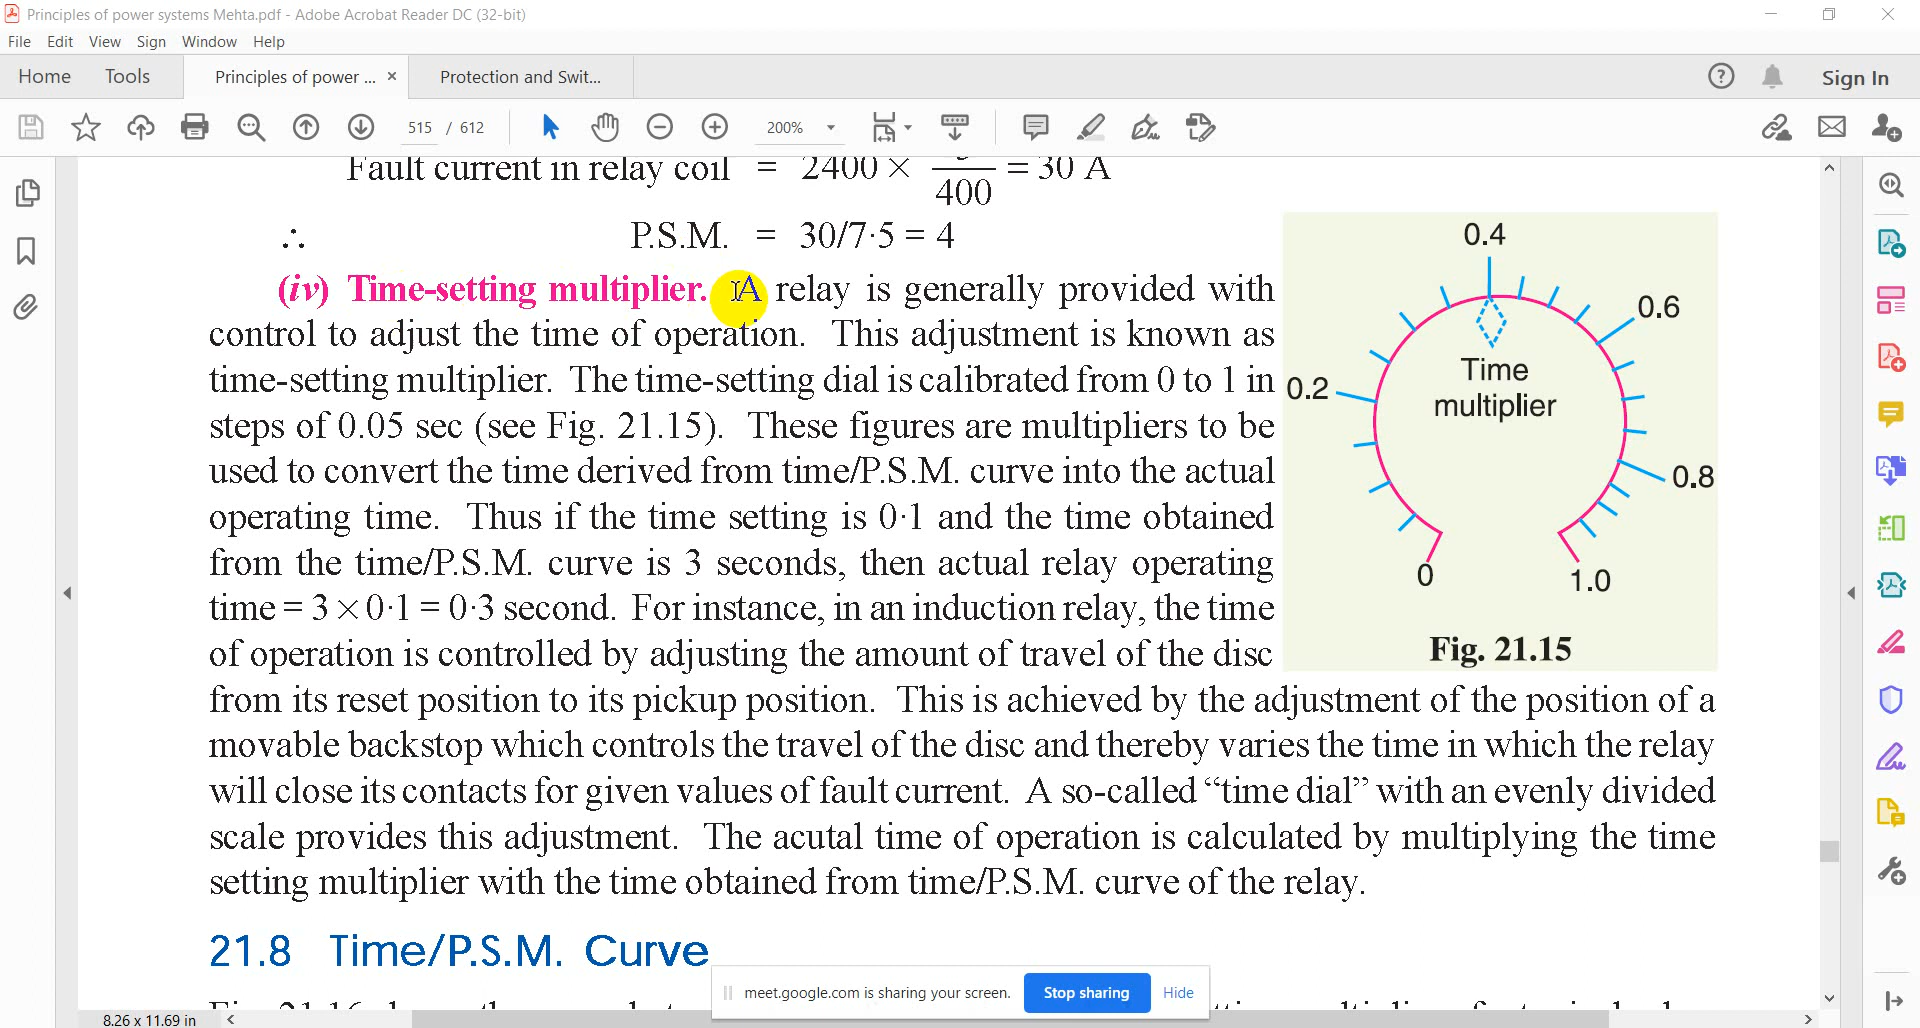 Principles of power systems Mehta.pdf - Adobe Acrobat Reader DC (32-bit)
File Edit View Sign Window Help
Home Tools Principles of power ... × Protection and Swit... Sign In
515 / 612 200%
Fault current in relay coil = 2400 × /400 = 30 A
∴ P.S.M. = 30/7·5 = 4
(iv) Time-setting multiplier. A relay is generally provided with
control to adjust the time of operation. This adjustment is known as
time-setting multiplier. The time-setting dial is calibrated from 0 to 1 in
steps of 0.05 sec (see Fig. 21.15). These figures are multipliers to be
used to convert the time derived from time/P.S.M. curve into the actual
operating time. Thus if the time setting is 0·1 and the time obtained
from the time/P.S.M. curve is 3 seconds, then actual relay operating
time = 3 × 0·1 = 0·3 second. For instance, in an induction relay, the time
of operation is controlled by adjusting the amount of travel of the disc
from its reset position to its pickup position. This is achieved by the adjustment of the position of a
movable backstop which controls the travel of the disc and thereby varies the time in which the relay
will close its contacts for given values of fault current. A so-called “time dial” with an evenly divided
scale provides this adjustment. The acutal time of operation is calculated by multiplying the time
setting multiplier with the time obtained from time/P.S.M. curve of the relay.
0.4
0.6
0.2
Time
multiplier
0.8
0
1.0
Fig. 21.15
21.8 Time/P.S.M. Curve
meet.google.com is sharing your screen. Stop sharing Hide
8.26 x 11.69 in